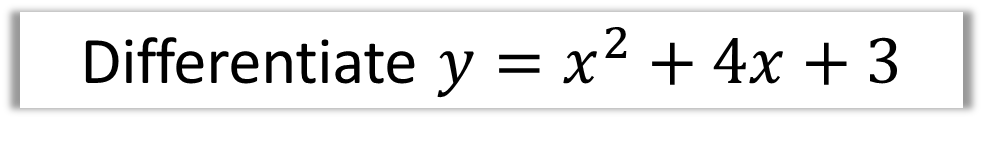 Differentiate 𝑦 = 𝑥² + 4𝑥 + 3